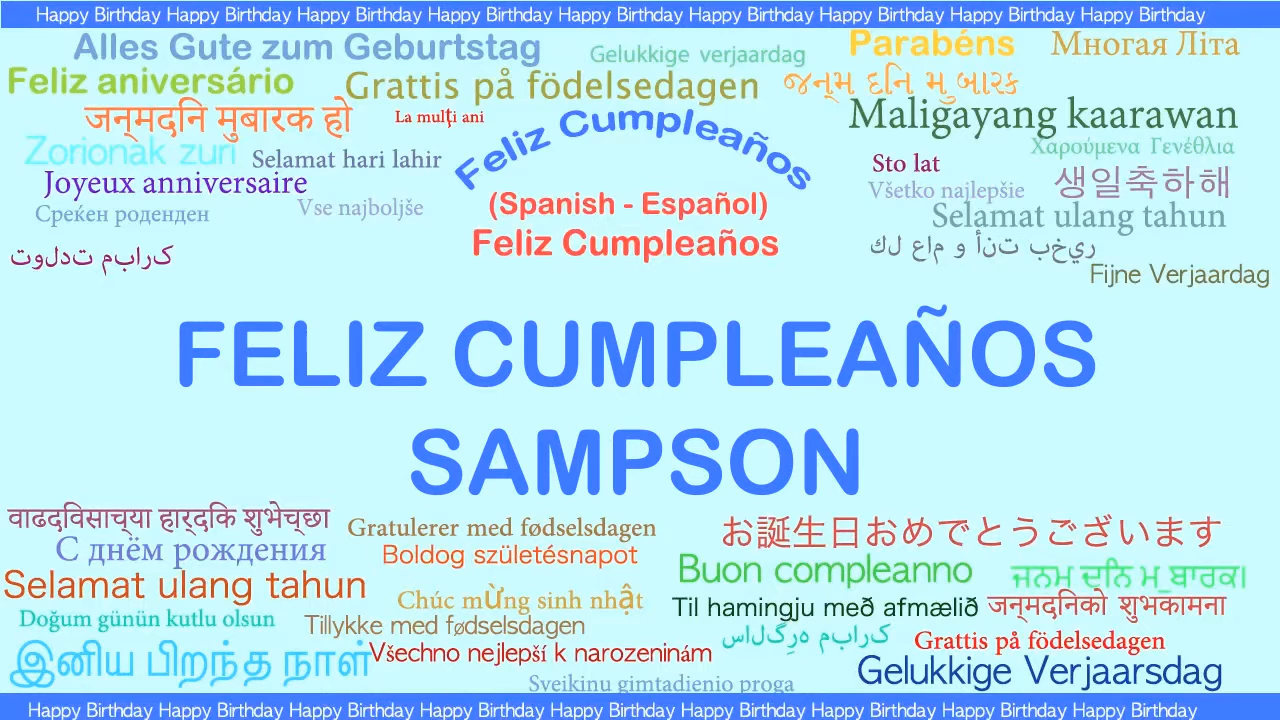 Happy Birthday Happy Birthday Happy Birthday Happy Birthday Happy Birthday Happy Birthday Happy Birthday Happy Birthday Happy Birthday
Alles Gute zum Geburtstag
Gelukkige verjaardag
Parabéns
Многая Літа
Feliz aniversário
Grattis på födelsedagen
જન્મ દિન મુબારક
जन्मदिन मुबारक हो
La mulţi ani
Feliz Cumpleaños
Maligayang kaarawan
Zorionak zuri
Selamat hari lahir
Χαρούμενα Γενέθλια
Sto lat
Joyeux anniversaire
(Spanish - Español)
Všetko najlepšie
생일축하해
Среќен роденден
Vse najboljše
Selamat ulang tahun
Feliz Cumpleaños
تولدت مبارک
كل عام و أنت بخير
Fijne Verjaardag
FELIZ CUMPLEAÑOS
SAMPSON
वाढदिवसाच्या हार्दिक शुभेच्छा
Gratulerer med fødselsdagen
お誕生日おめでとうございます
С днём рождения
Boldog születésnapot
Buon compleanno
ਜਨਮ ਦਿਨ ਮੁਬਾਰਕ।
Selamat ulang tahun
Chúc mừng sinh nhật
Til hamingju með afmælið
जन्मदिनको शुभकामना
Doğum günün kutlu olsun
Tillykke med fødselsdagen
سالگرہ مبارک
Grattis på födelsedagen
இனிய பிறந்த நாள்
Všechno nejlepší k narozeninám
Gelukkige Verjaarsdag
Sveikinu gimtadienio proga
Happy Birthday Happy Birthday Happy Birthday Happy Birthday Happy Birthday Happy Birthday Happy Birthday Happy Birthday Happy Birthday